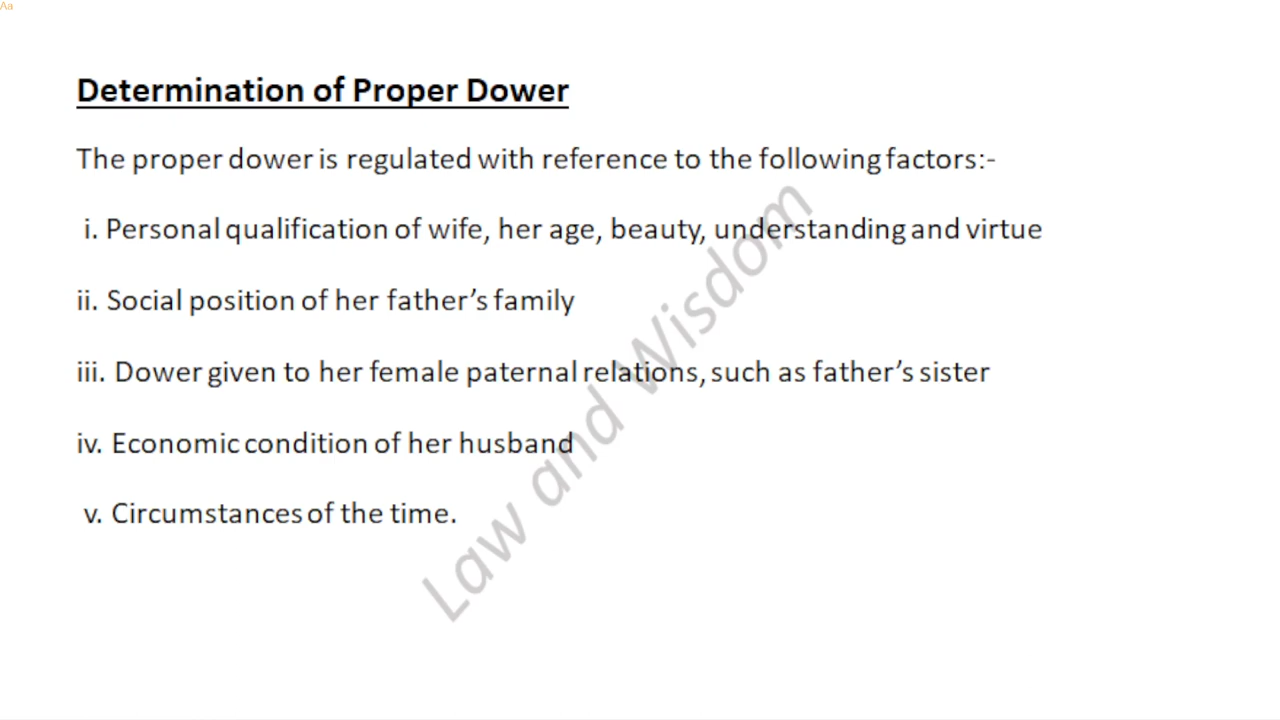 Aa
Determination of Proper Dower
The proper dower is regulated with reference to the following factors:-
i. Personal qualification of wife, her age, beauty, understanding and virtue
ii. Social position of her father’s family
iii. Dower given to her female paternal relations, such as father’s sister
iv. Economic condition of her husband
v. Circumstances of the time.
Law and Wisdom